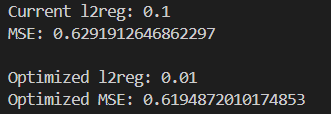 Current l2reg: 0.1
MSE: 0.6291912646862297
Optimized l2reg: 0.01
Optimized MSE: 0.6194872010174853